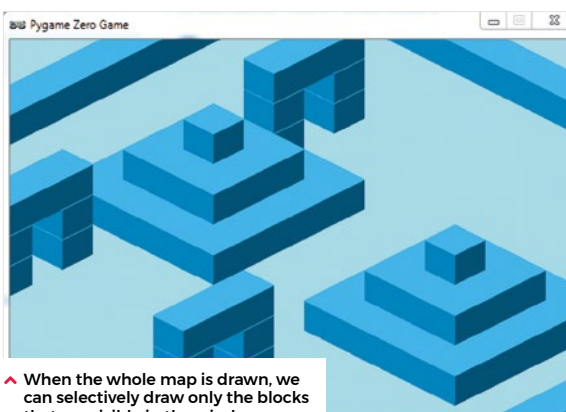 Pygame Zero Game
When the whole map is drawn, we
can selectively draw only the blocks